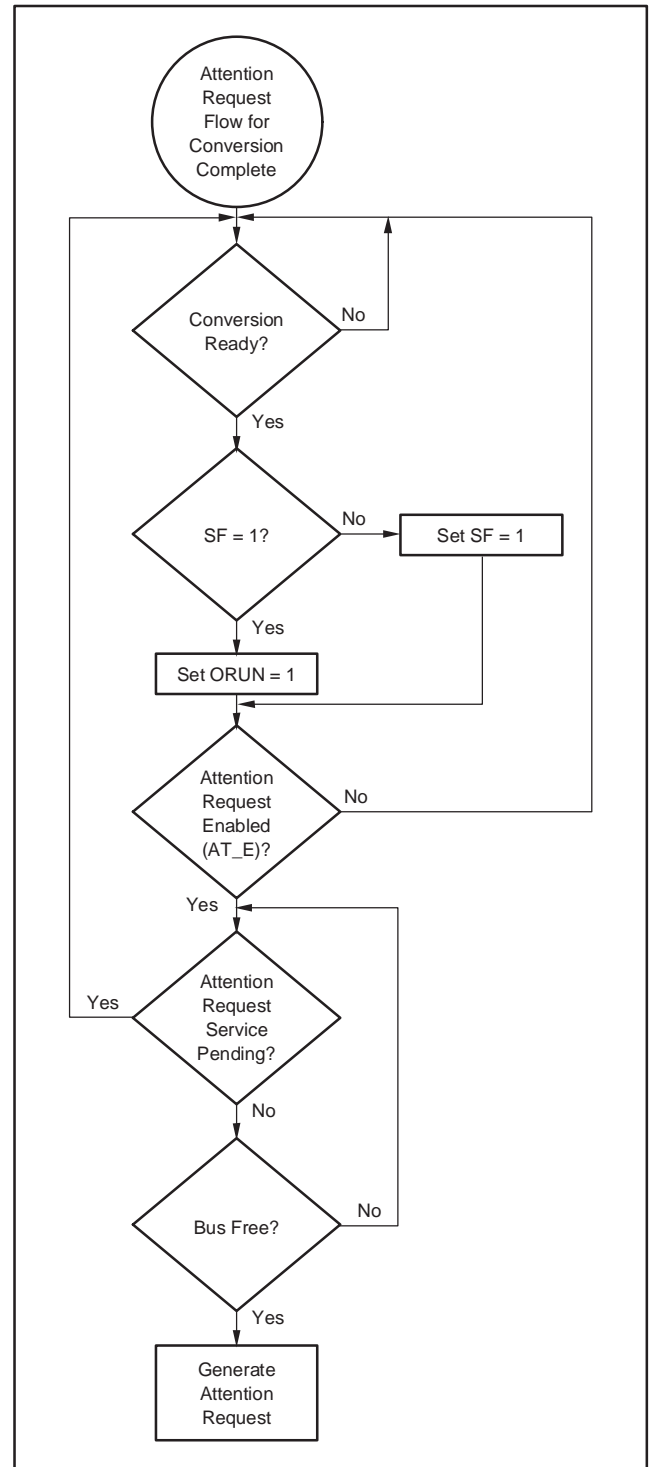 Attention
Request
Flow for
Conversion
Complete
Conversion
Ready?
No
Yes
SF = 1?
No
Set SF = 1
Yes
Set ORUN = 1
Attention
Request
Enabled
(AT_E)?
No
Yes
Attention
Request
Service
Pending?
Yes
No
Bus Free?
No
Yes
Generate
Attention
Request